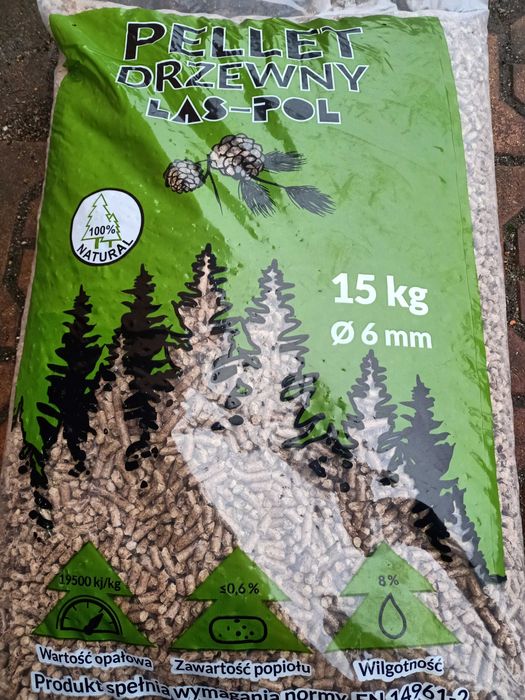 PELLET
DRZEWNY
LAS-POL
100%
NATURAL
15 kg
Ø 6 mm
19500 kj/kg
≤0,6%
8%
Wartość opałowa
Zawartość popiołu
Wilgotność
Produkt spełnia wymagania normy EN 14961-2